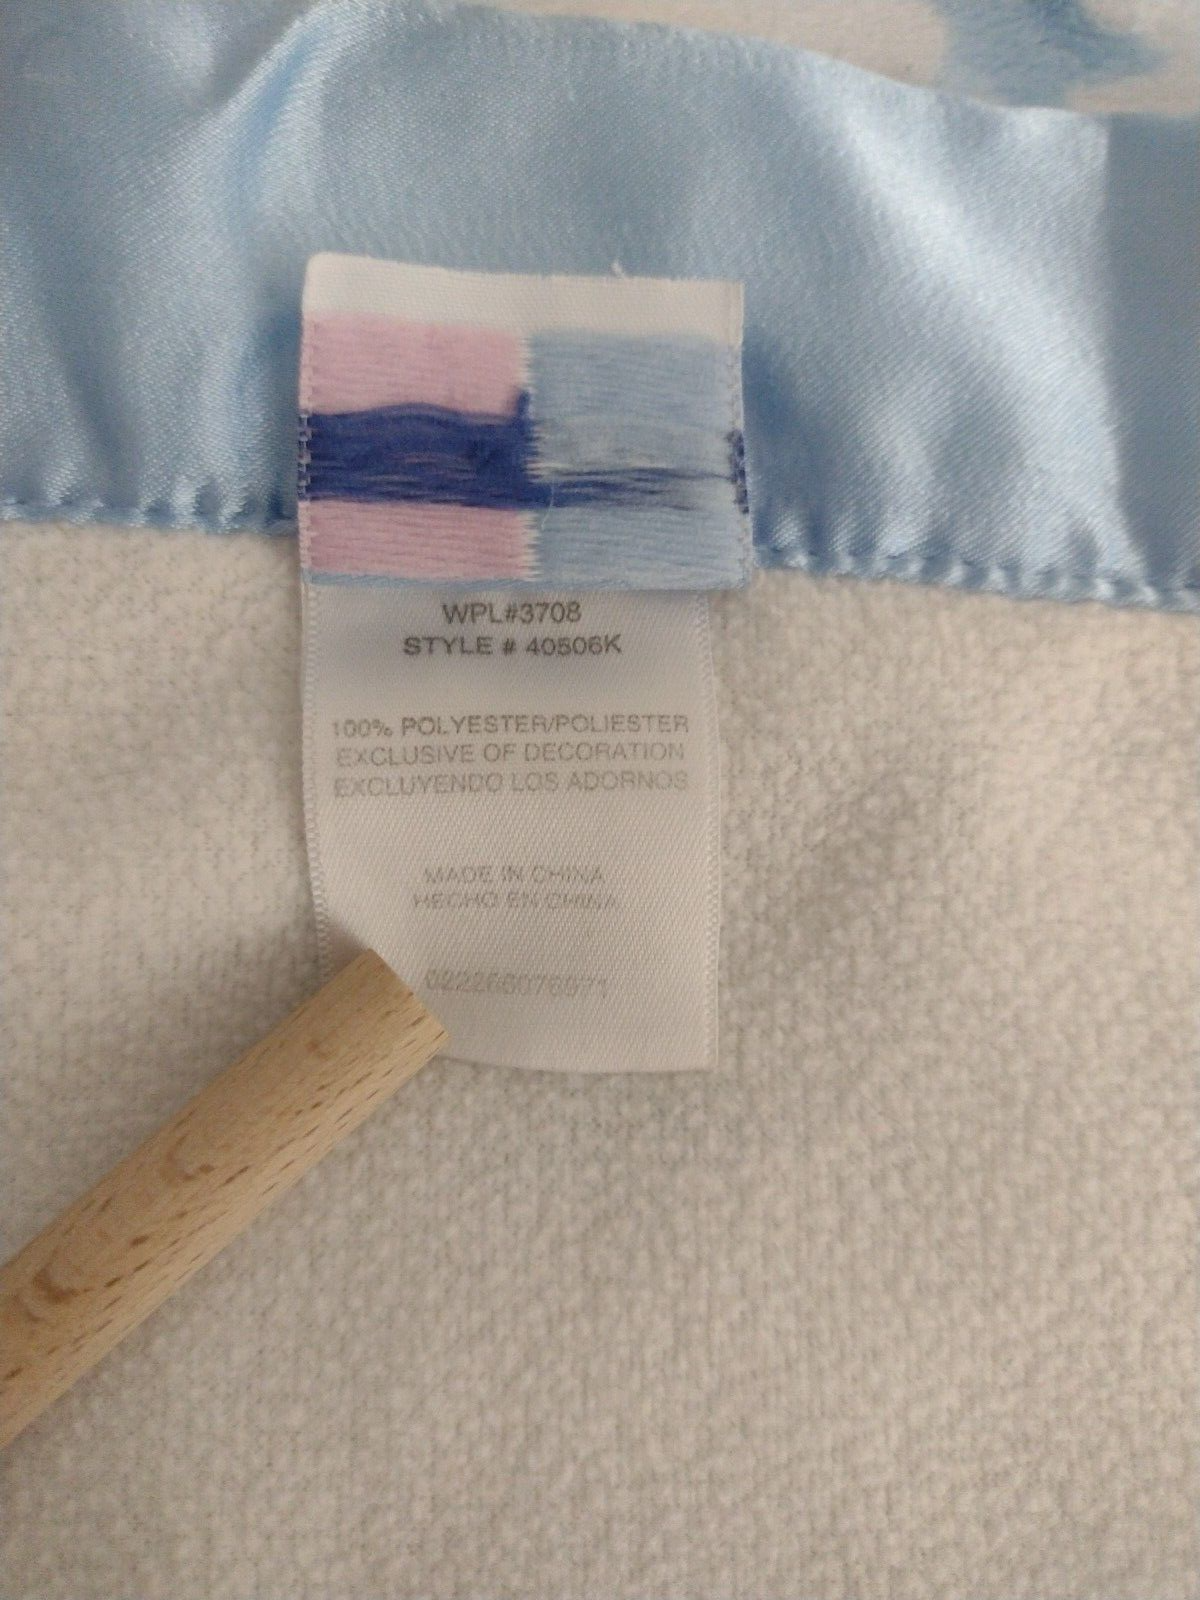 WPL#3708
STYLE # 40506K
100% POLYESTER/POLIESTER
EXCLUSIVE OF DECORATION
EXCLUYENDO LOS ADORNOS
MADE IN CHINA
HECHO EN CHINA